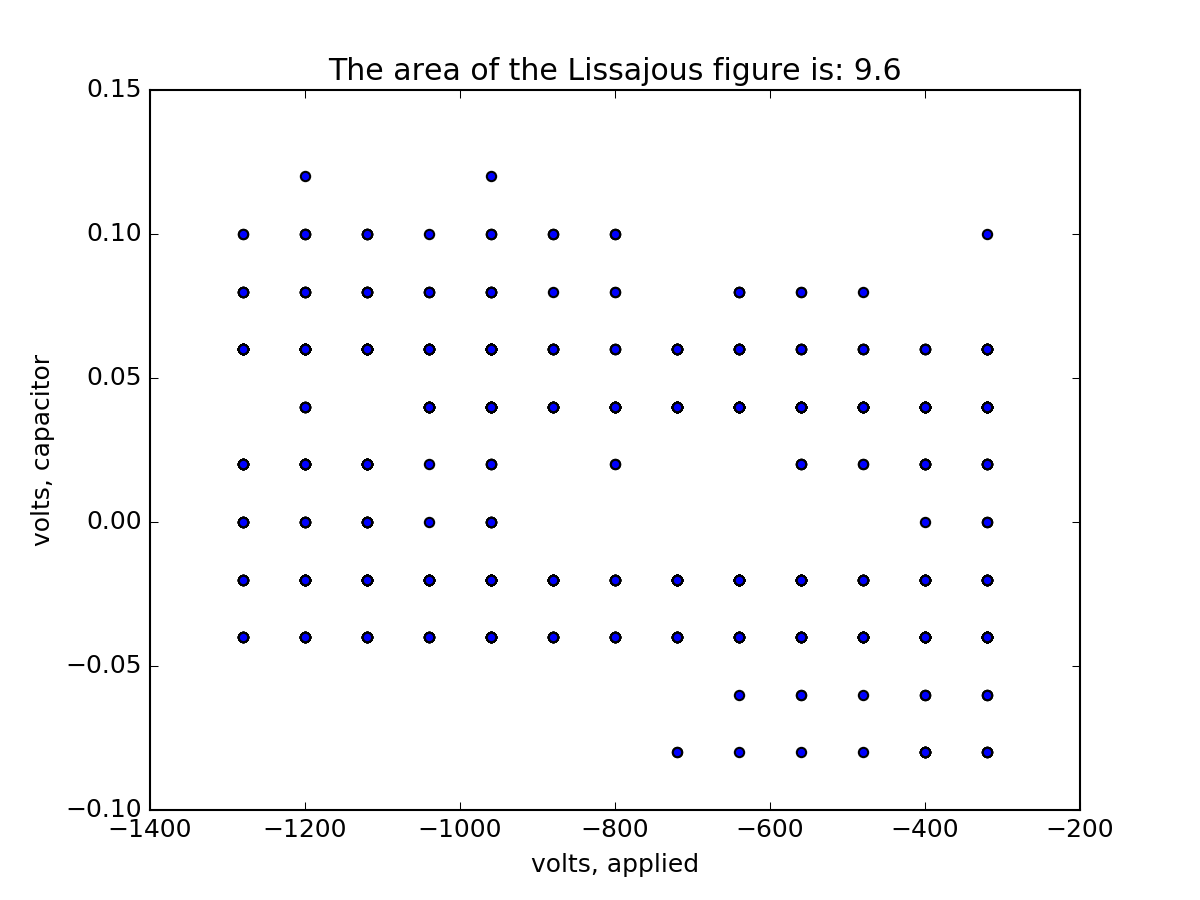 The area of the Lissajous figure is: 9.6
0.15
0.10
0.05
0.00
−0.05
−0.10
volts, capacitor
−1400 −1200 −1000 −800 −600 −400 −200
volts, applied